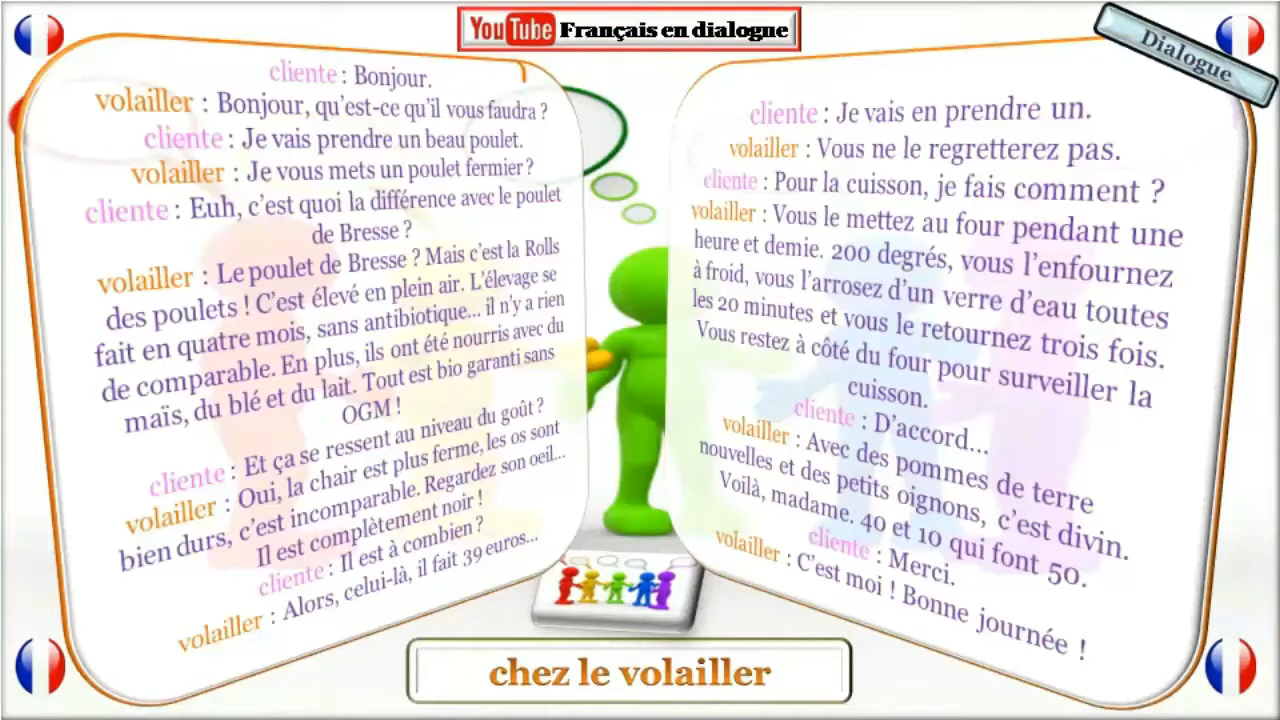 YouTube Français en dialogue
Dialogue
cliente : Bonjour.
volailler : Bonjour, qu'est-ce qu'il vous faudra ?
cliente : Je vais prendre un beau poulet.
volailler : Je vous mets un poulet fermier ?
cliente : Euh, c'est quoi la différence avec le poulet
de Bresse ?
volailler : Le poulet de Bresse ? Mais c'est la Rolls
des poulets ! C'est élevé en plein air. L'élevage se
fait en quatre mois, sans antibiotique... il n'y a rien
de comparable. En plus, ils ont été nourris avec du
maïs, du blé et du lait. Tout est bio garanti sans
OGM !
cliente : Et ça se ressent au niveau du goût ?
volailler : Oui, la chair est plus ferme, les os sont
bien durs, c'est incomparable. Regardez son oeil...
Il est complètement noir !
cliente : Il est à combien ?
volailler : Alors, celui-là, il fait 39 euros...
cliente : Je vais en prendre un.
volailler : Vous ne le regretterez pas.
cliente : Pour la cuisson, je fais comment ?
volailler : Vous le mettez au four pendant une
heure et demie. 200 degrés, vous l'enfournez
à froid, vous l'arrosez d'un verre d'eau toutes
les 20 minutes et vous le retournez trois fois.
Vous restez à côté du four pour surveiller la
cuisson.
cliente : D'accord...
volailler : Avec des pommes de terre
nouvelles et des petits oignons, c'est divin.
Voilà, madame. 40 et 10 qui font 50.
cliente : Merci.
volailler : C'est moi ! Bonne journée !
chez le volailler